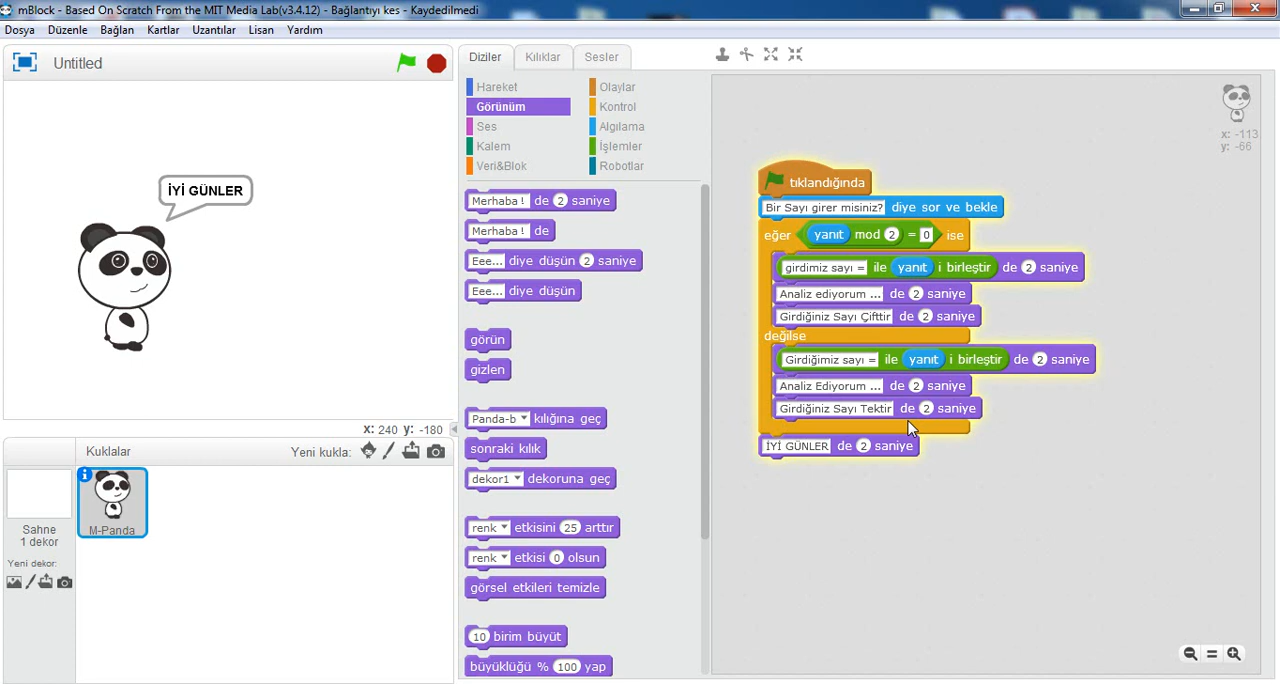 mBlock - Based On Scratch From the MIT Media Lab(v3.4.12) - Bağlantıyı kes - Kaydedilmedi
Dosya Düzenle Bağlan Kartlar Uzantılar Lisan Yardım
Untitled
İYİ GÜNLER
x: 240 y: -180
Kuklalar
Yeni kukla:
Sahne
1 dekor
Yeni dekor:
M-Panda
Diziler Kılıklar Sesler
Hareket Olaylar
Görünüm Kontrol
Ses Algılama
Kalem İşlemler
Veri&Blok Robotlar
Merhaba ! de 2 saniye
Merhaba ! de
Eee... diye düşün 2 saniye
Eee... diye düşün
görün
gizlen
Panda-b kılığına geç
sonraki kılık
dekor1 dekoruna geç
renk etkisini 25 arttır
renk etkisi 0 olsun
görsel etkileri temizle
10 birim büyüt
büyüklüğü % 100 yap
x: -113
y: -66
tıklandığında
Bir Sayı girer misiniz? diye sor ve bekle
eğer yanıt mod 2 = 0 ise
girdimiz sayı = ile yanıt i birleştir de 2 saniye
Analiz ediyorum ... de 2 saniye
Girdiğiniz Sayı Çifttir de 2 saniye
değilse
Girdiğimiz sayı = ile yanıt i birleştir de 2 saniye
Analiz Ediyorum ... de 2 saniye
Girdiğiniz Sayı Tektir de 2 saniye
İYİ GÜNLER de 2 saniye